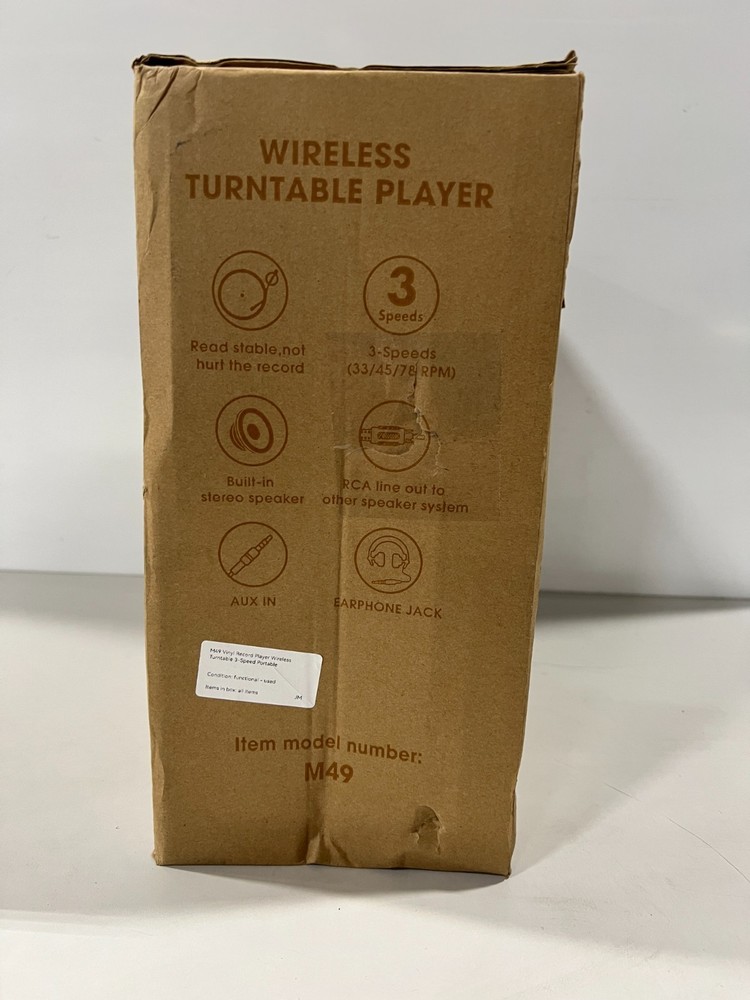 WIRELESS
TURNTABLE PLAYER
3
Speeds
Read stable,not
hurt the record
3-Speeds
(33/45/78 RPM)
Built-in
stereo speaker
RCA line out to
other speaker system
AUX IN
EARPHONE JACK
M49 Vinyl Record Player Wireless
Turntable 3-Speed Portable
Condition: functional - used
Items in box: all items
JM
Item model number:
M49